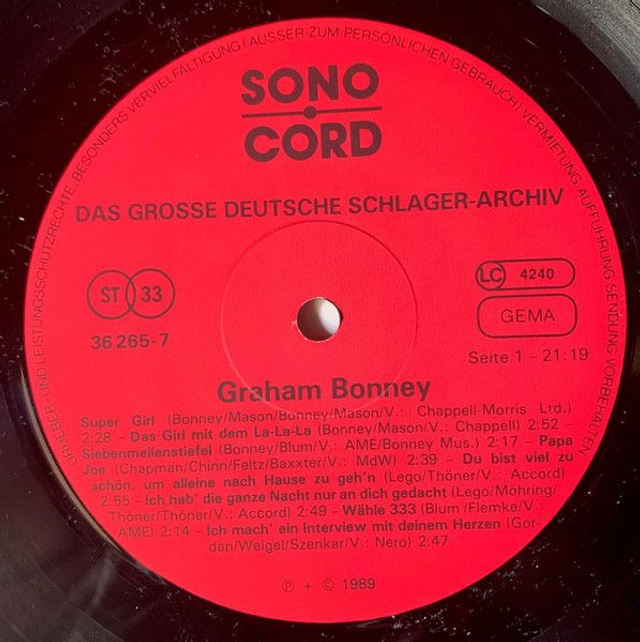 URHEBER- UND LEISTUNGSSCHUTZRECHTE BESONDERS VERVIELFÄLTIGUNG (AUSSER ZUM PERSÖNLICHEN GEBRAUCH) VERMIETUNG AUFFÜHRUNG SENDUNG VORBEHALTEN
SONO
CORD
DAS GROSSE DEUTSCHE SCHLAGER-ARCHIV
ST 33
LC 4240
GEMA
36 265-7
Seite 1 – 21:19
Graham Bonney
Super Girl (Bonney/Mason/Bonney/Mason/V.: Chappell-Morris Ltd.)
2:28 – Das Girl mit dem La-La-La (Bonney/Mason/V.: Chappell) 2:52 –
Siebenmeilenstiefel (Bonney/Blum/V.: AME/Bonney Mus.) 2:17 – Papa
Joe (Chapman/Chinn/Feltz/Baxxter/V.: MdW) 2:39 – Du bist viel zu
schön, um alleine nach Hause zu geh'n (Lego/Thöner/V.: Accord)
2:55 – Ich hab' die ganze Nacht nur an dich gedacht (Lego/Möhring/
Thöner/Thöner/V.: Accord) 2:49 – Wähle 333 (Blum/Flemke/V.:
AME) 2:14 – Ich mach' ein Interview mit deinem Herzen (Gor-
dan/Weigel/Szenkar/V.: Nero) 2:47
Ⓟ + © 1989